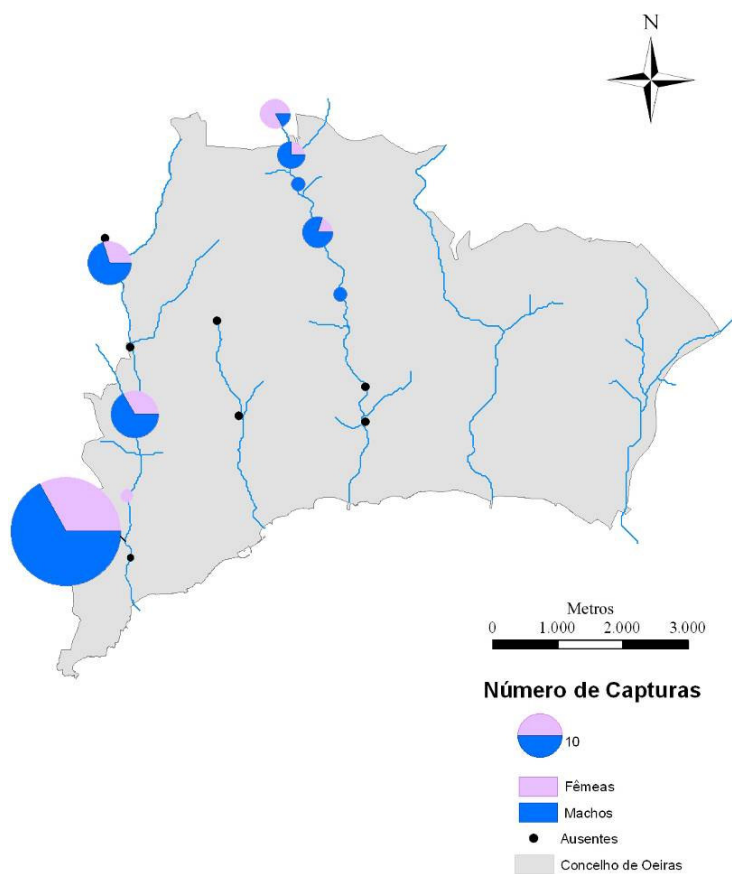 N
Metros
0 1.000 2.000 3.000
Número de Capturas
10
Fêmeas
Machos
Ausentes
Concelho de Oeiras